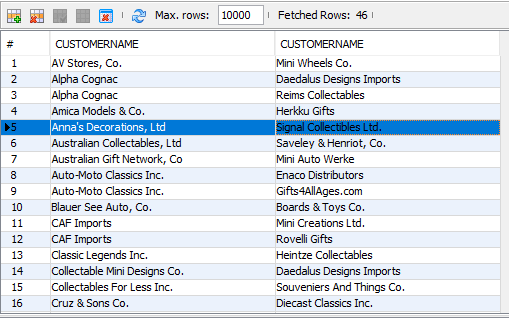 Max. rows: 10000 Fetched Rows: 46
# CUSTOMERNAME CUSTOMERNAME
1 AV Stores, Co. Mini Wheels Co.
2 Alpha Cognac Daedalus Designs Imports
3 Alpha Cognac Reims Collectables
4 Amica Models & Co. Herkku Gifts
5 Anna's Decorations, Ltd Signal Collectibles Ltd.
6 Australian Collectables, Ltd Saveley & Henriot, Co.
7 Australian Gift Network, Co Mini Auto Werke
8 Auto-Moto Classics Inc. Enaco Distributors
9 Auto-Moto Classics Inc. Gifts4AllAges.com
10 Blauer See Auto, Co. Boards & Toys Co.
11 CAF Imports Mini Creations Ltd.
12 CAF Imports Rovelli Gifts
13 Classic Legends Inc. Heintze Collectables
14 Collectable Mini Designs Co. Daedalus Designs Imports
15 Collectables For Less Inc. Souveniers And Things Co.
16 Cruz & Sons Co. Diecast Classics Inc.